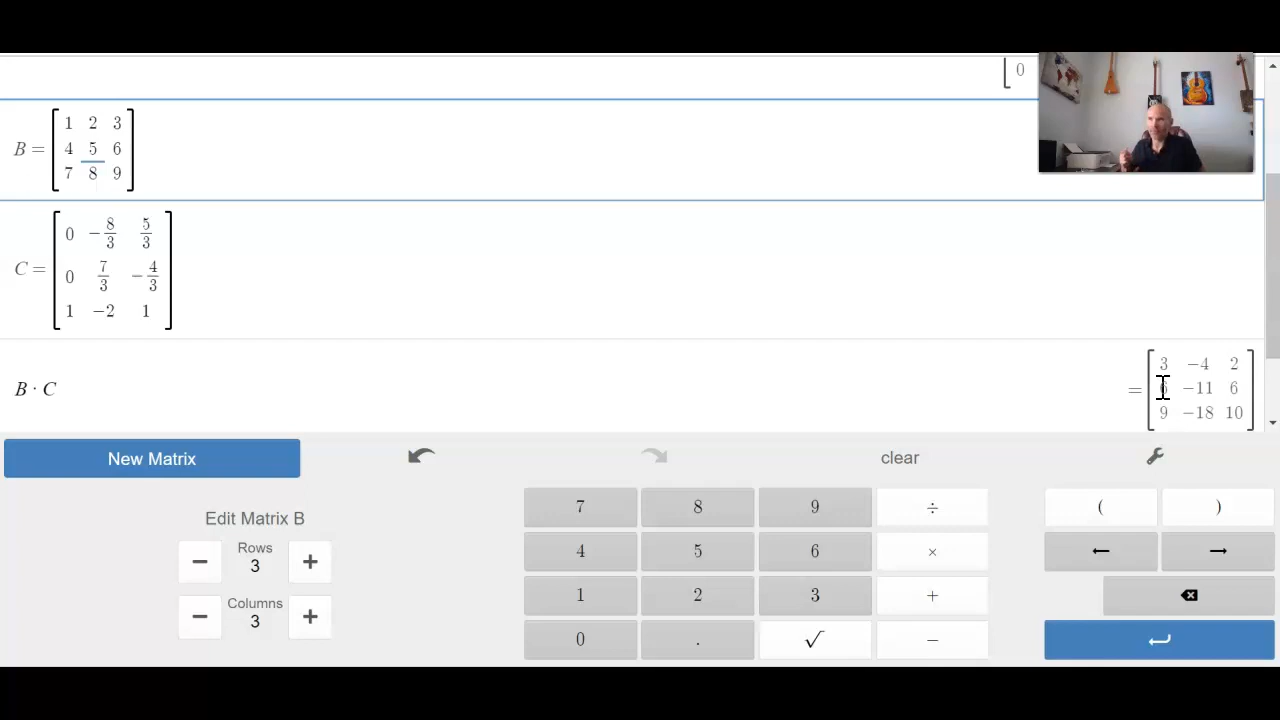 0
B = [1 2 3
4 5 6
7 8 9]
C = [0 −8/3 5/3
0 7/3 −4/3
1 −2 1]
B · C
= [3 −4 2
6 −11 6
9 −18 10]
New Matrix
clear
Edit Matrix B
Rows
− 3 +
Columns
− 3 +
7 8 9 ÷ ( )
4 5 6 × ← →
1 2 3 +
0 . √ −